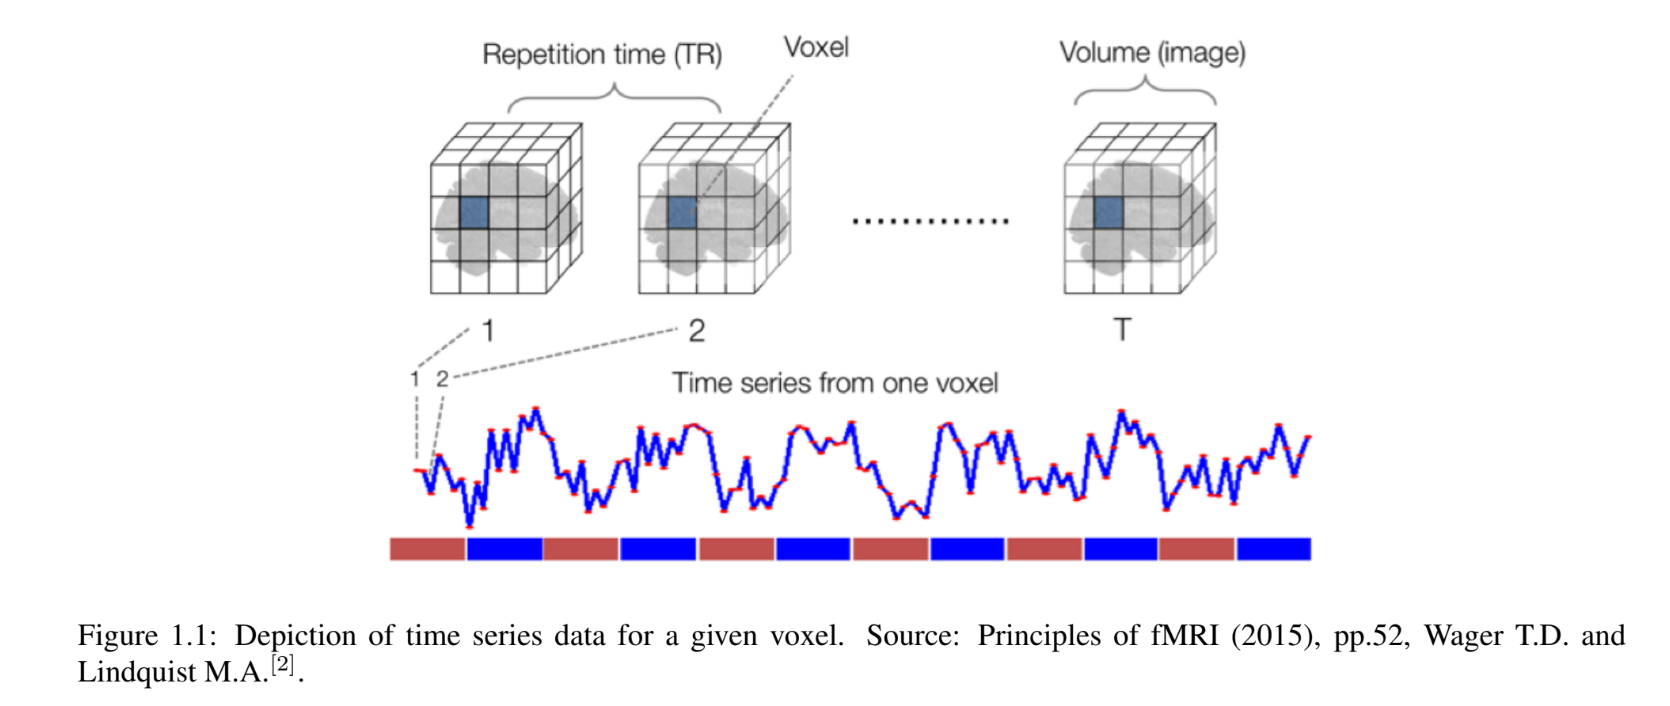 Repetition time (TR)
Voxel
Volume (image)
1
2
T
1 2
Time series from one voxel
Figure 1.1: Depiction of time series data for a given voxel. Source: Principles of fMRI (2015), pp.52, Wager T.D. and
Lindquist M.A.[2].